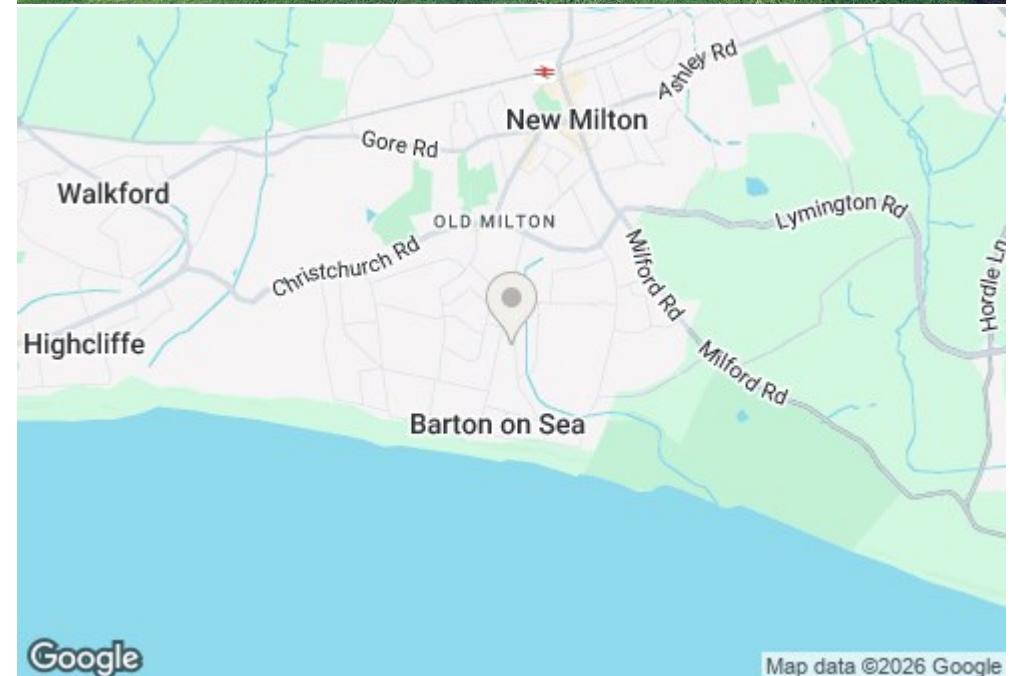 Ashley Rd
New Milton
Gore Rd
Walkford
OLD MILTON
Lymington Rd
Christchurch Rd
Milford Rd
Hordle Ln
Highcliffe
Milford Rd
Barton on Sea
Google
Map data ©2026 Google